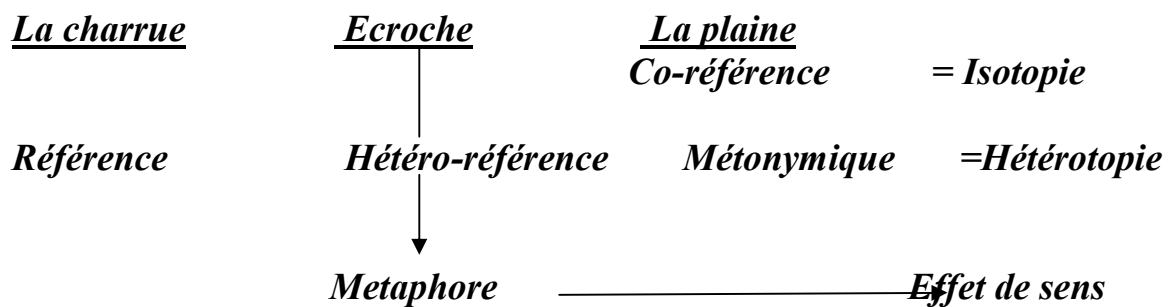 La charrue Ecroche La plaine
Co-référence = Isotopie
Référence Hétéro-référence Métonymique =Hétérotopie
Metaphore Effet de sens